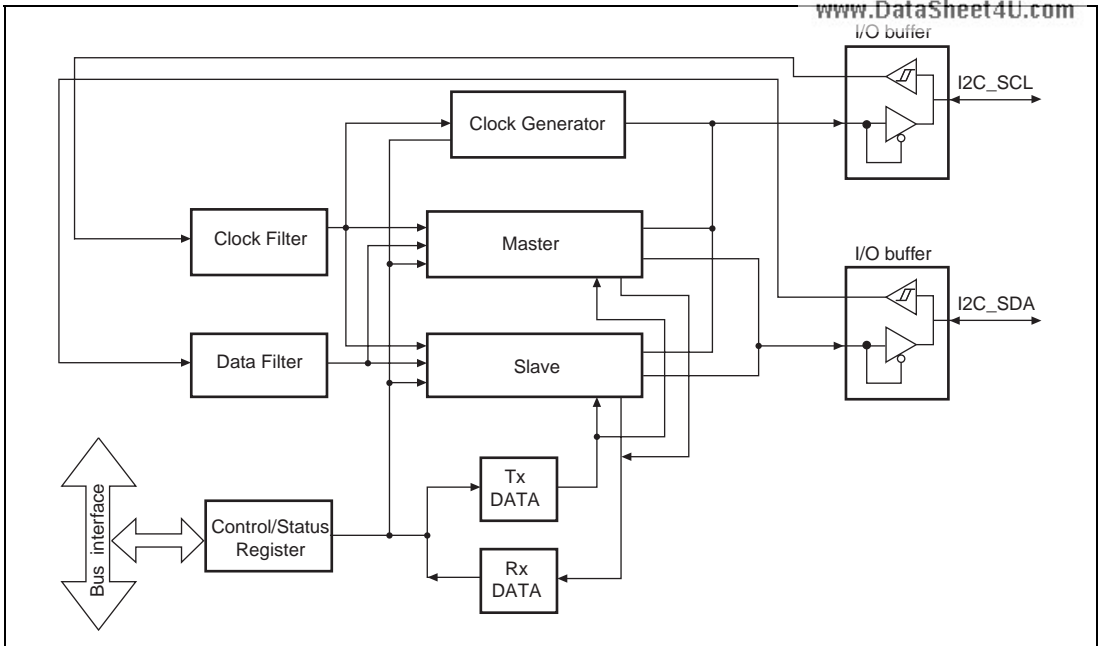 www.DataSheet4U.com
I/O buffer
I2C_SCL
Clock Generator
Clock Filter
Master
I/O buffer
I2C_SDA
Data Filter
Slave
Tx
DATA
Bus interface
Control/Status
Register
Rx
DATA